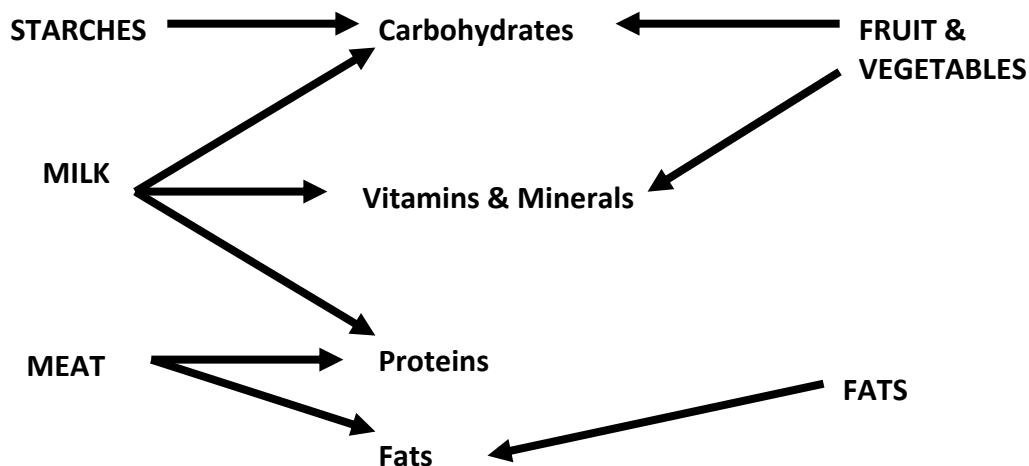 STARCHES
Carbohydrates
FRUIT &
VEGETABLES
MILK
Vitamins & Minerals
MEAT
Proteins
FATS
Fats